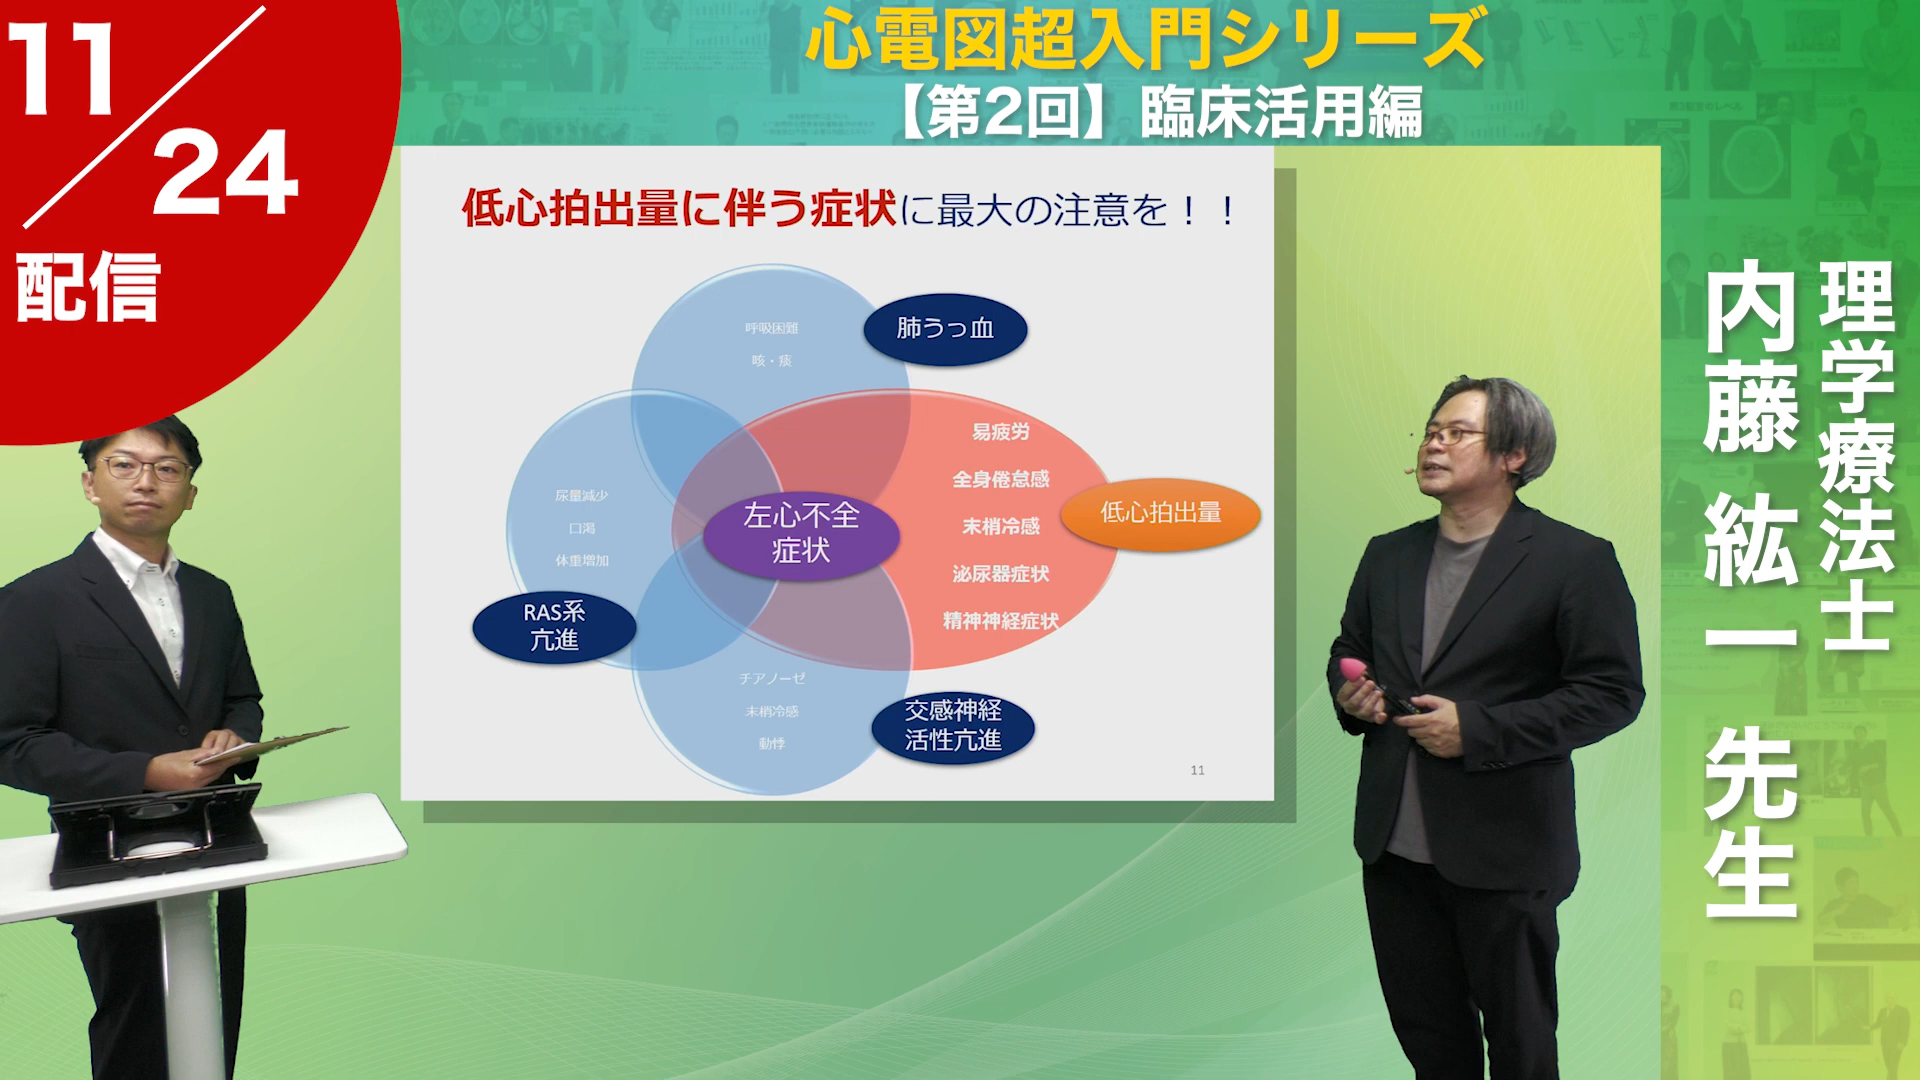 11/24
配信
心電図超入門シリーズ
【第2回】臨床活用編
低心拍出量に伴う症状に最大の注意を！！
呼吸困難
咳・痰
肺うっ血
易疲労
全身倦怠感
末梢冷感
泌尿器症状
精神神経症状
低心拍出量
左心不全
症状
尿量減少
口渇
体重増加
RAS系
亢進
チアノーゼ
末梢冷感
動悸
交感神経
活性亢進
11
理学療法士
内藤 紘一 先生